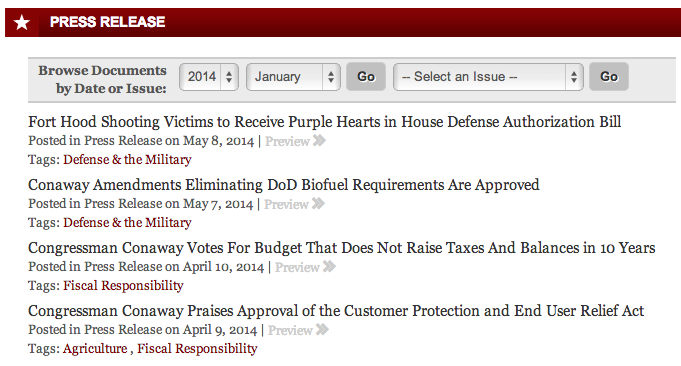 PRESS RELEASE
Browse Documents 2014 January Go -- Select an Issue -- Go
by Date or Issue:
Fort Hood Shooting Victims to Receive Purple Hearts in House Defense Authorization Bill
Posted in Press Release on May 8, 2014 | Preview
Tags: Defense & the Military
Conaway Amendments Eliminating DoD Biofuel Requirements Are Approved
Posted in Press Release on May 7, 2014 | Preview
Tags: Defense & the Military
Congressman Conaway Votes For Budget That Does Not Raise Taxes And Balances in 10 Years
Posted in Press Release on April 10, 2014 | Preview
Tags: Fiscal Responsibility
Congressman Conaway Praises Approval of the Customer Protection and End User Relief Act
Posted in Press Release on April 9, 2014 | Preview
Tags: Agriculture , Fiscal Responsibility